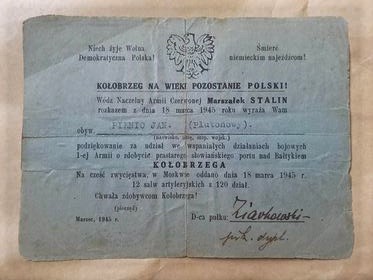 Niech żyje Wolna
Demokratyczna Polska!
Śmierć
niemieckim najeźdźcom!
KOŁOBRZEG NA WIEKI POZOSTANIE POLSKI!
Wódz Naczelny Armii Czerwonej Marszałek STALIN
rozkazem z dnia 18 marca 1945 roku wyraża Wam
obyw. JAN. (Plutonowy).
(nazwisko, imię, stop. wojsk.)
podziękowanie za udział we wspaniałych działaniach bojowych
1-ej Armii o zdobycie prastarego słowiańskiego portu nad Bałtykiem
KOŁOBRZEGA
Na cześć zwycięstwa, w Moskwie oddano dnia 18 marca 1945 r.
12 salw artyleryjskich z 120 dział.
Chwała zdobywcom Kołobrzegu!
(pieczęć)
Marzec, 1945 r.
D-ca pułku: